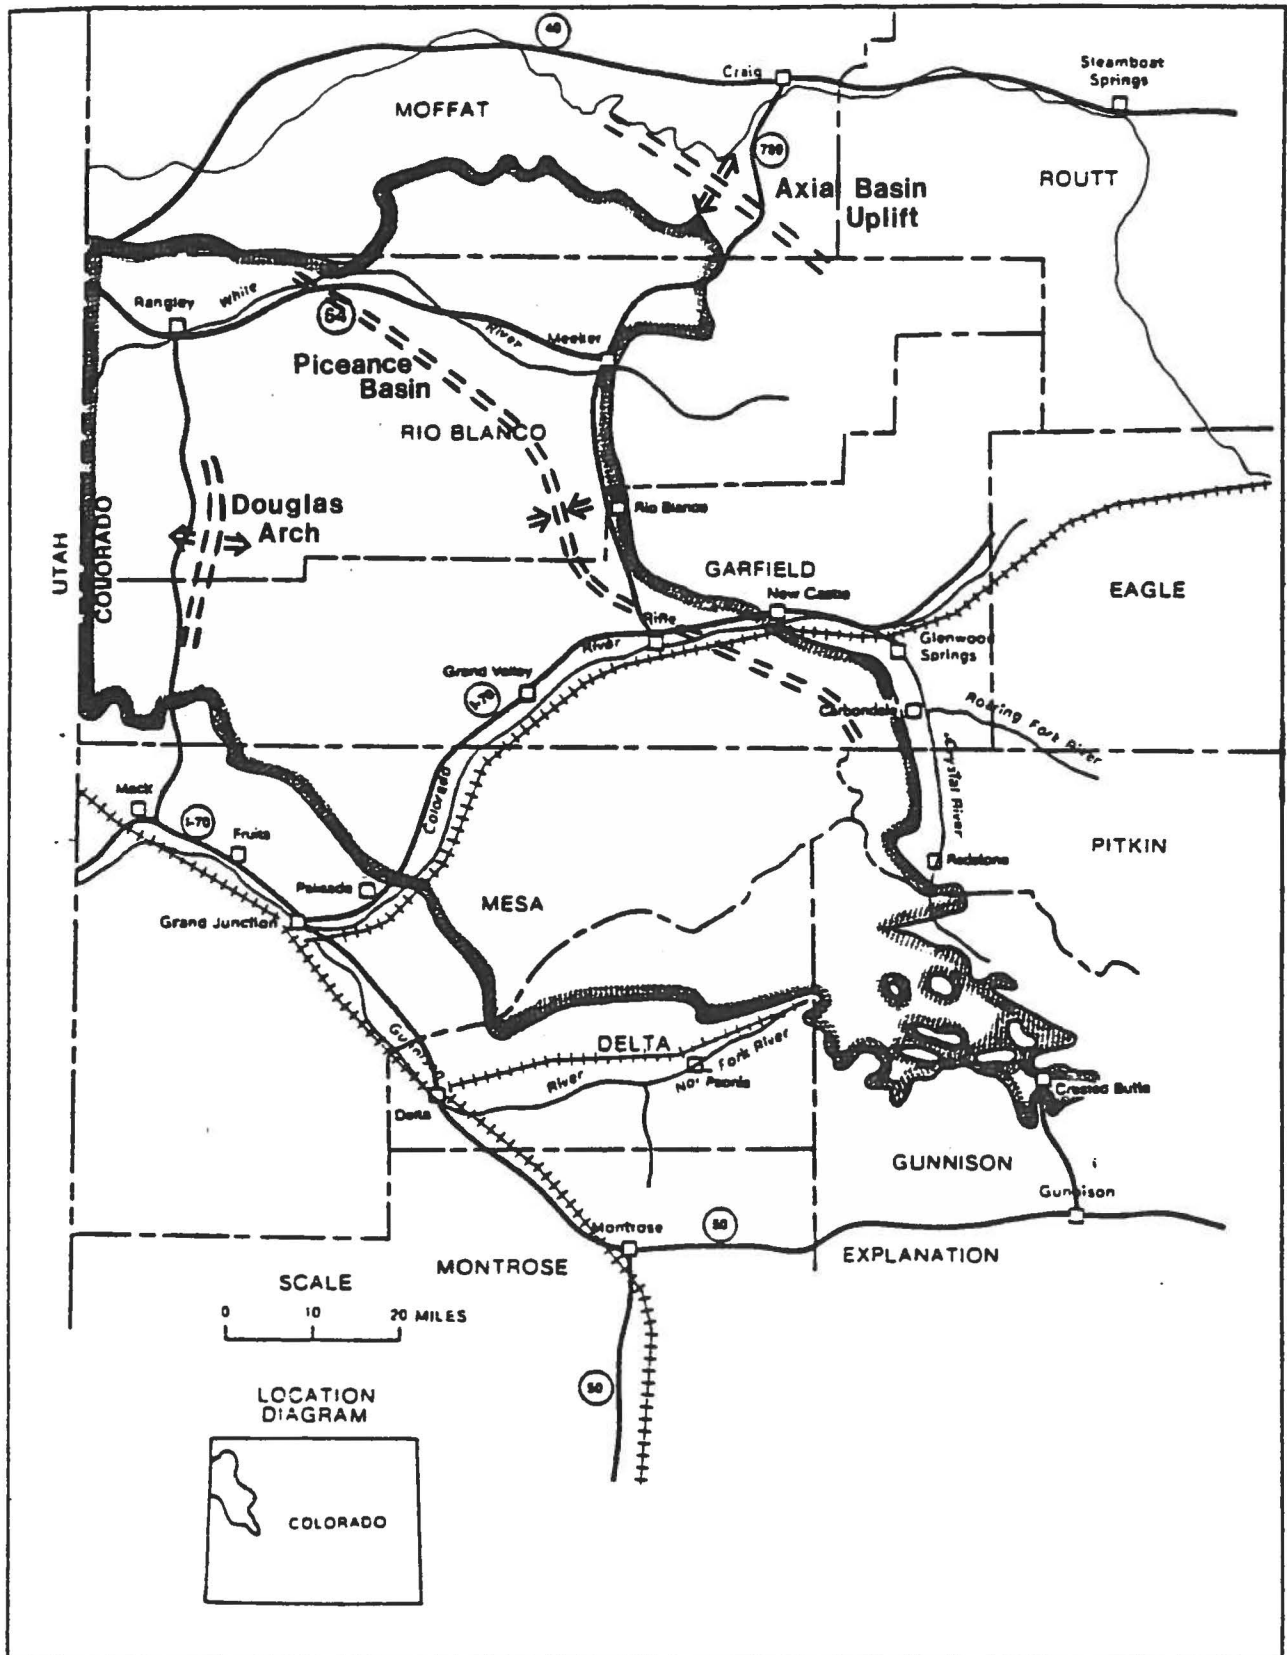 40
Craig
Steamboat
Springs
MOFFAT
789
Axial Basin
Uplift
ROUTT
Rangley
White
64
River
Meeker
Piceance
Basin
RIO BLANCO
Douglas
Arch
Rio Blanco
UTAH
COLORADO
GARFIELD
New Castle
EAGLE
Rifle
River
Glenwood
Springs
Grand Valley
I-70
Carbondale
Roaring Fork River
Crystal River
Colorado
Mack
I-70
Fruita
PITKIN
Redstone
Palisade
MESA
Grand Junction
DELTA
River
Fork River
Paonia
Crested Butte
Delta
GUNNISON
Gunnison
Montrose
50
MONTROSE
EXPLANATION
SCALE
0 10 20 MILES
50
LOCATION
DIAGRAM
COLORADO